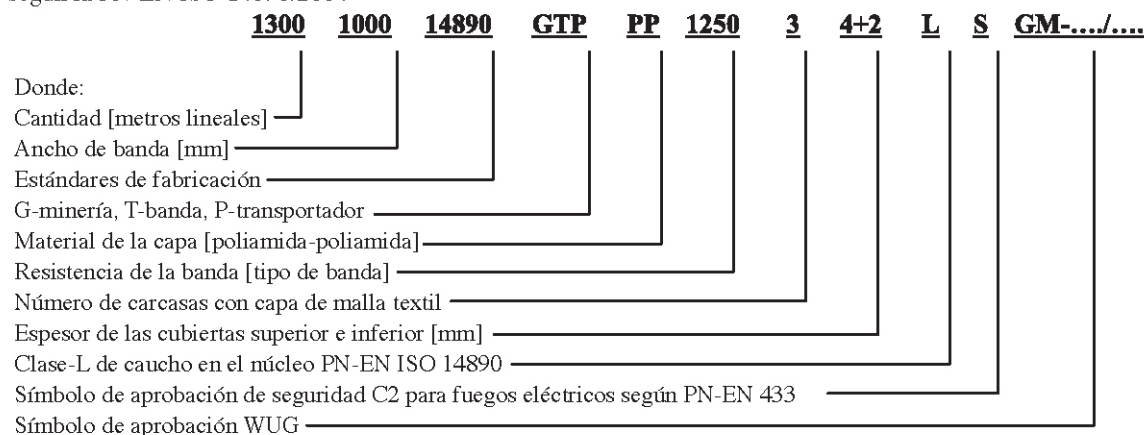 1300 1000 14890 GTP PP 1250 3 4+2 L S GM-..../....
Donde:
Cantidad [metros lineales]
Ancho de banda [mm]
Estándares de fabricación
G-minería, T-banda, P-transportador
Material de la capa [poliamida-poliamida]
Resistencia de la banda [tipo de banda]
Número de carcasas con capa de malla textil
Espesor de las cubiertas superior e inferior [mm]
Clase-L de caucho en el núcleo PN-EN ISO 14890
Símbolo de aprobación de seguridad C2 para fuegos eléctricos según PN-EN 433
Símbolo de aprobación WUG